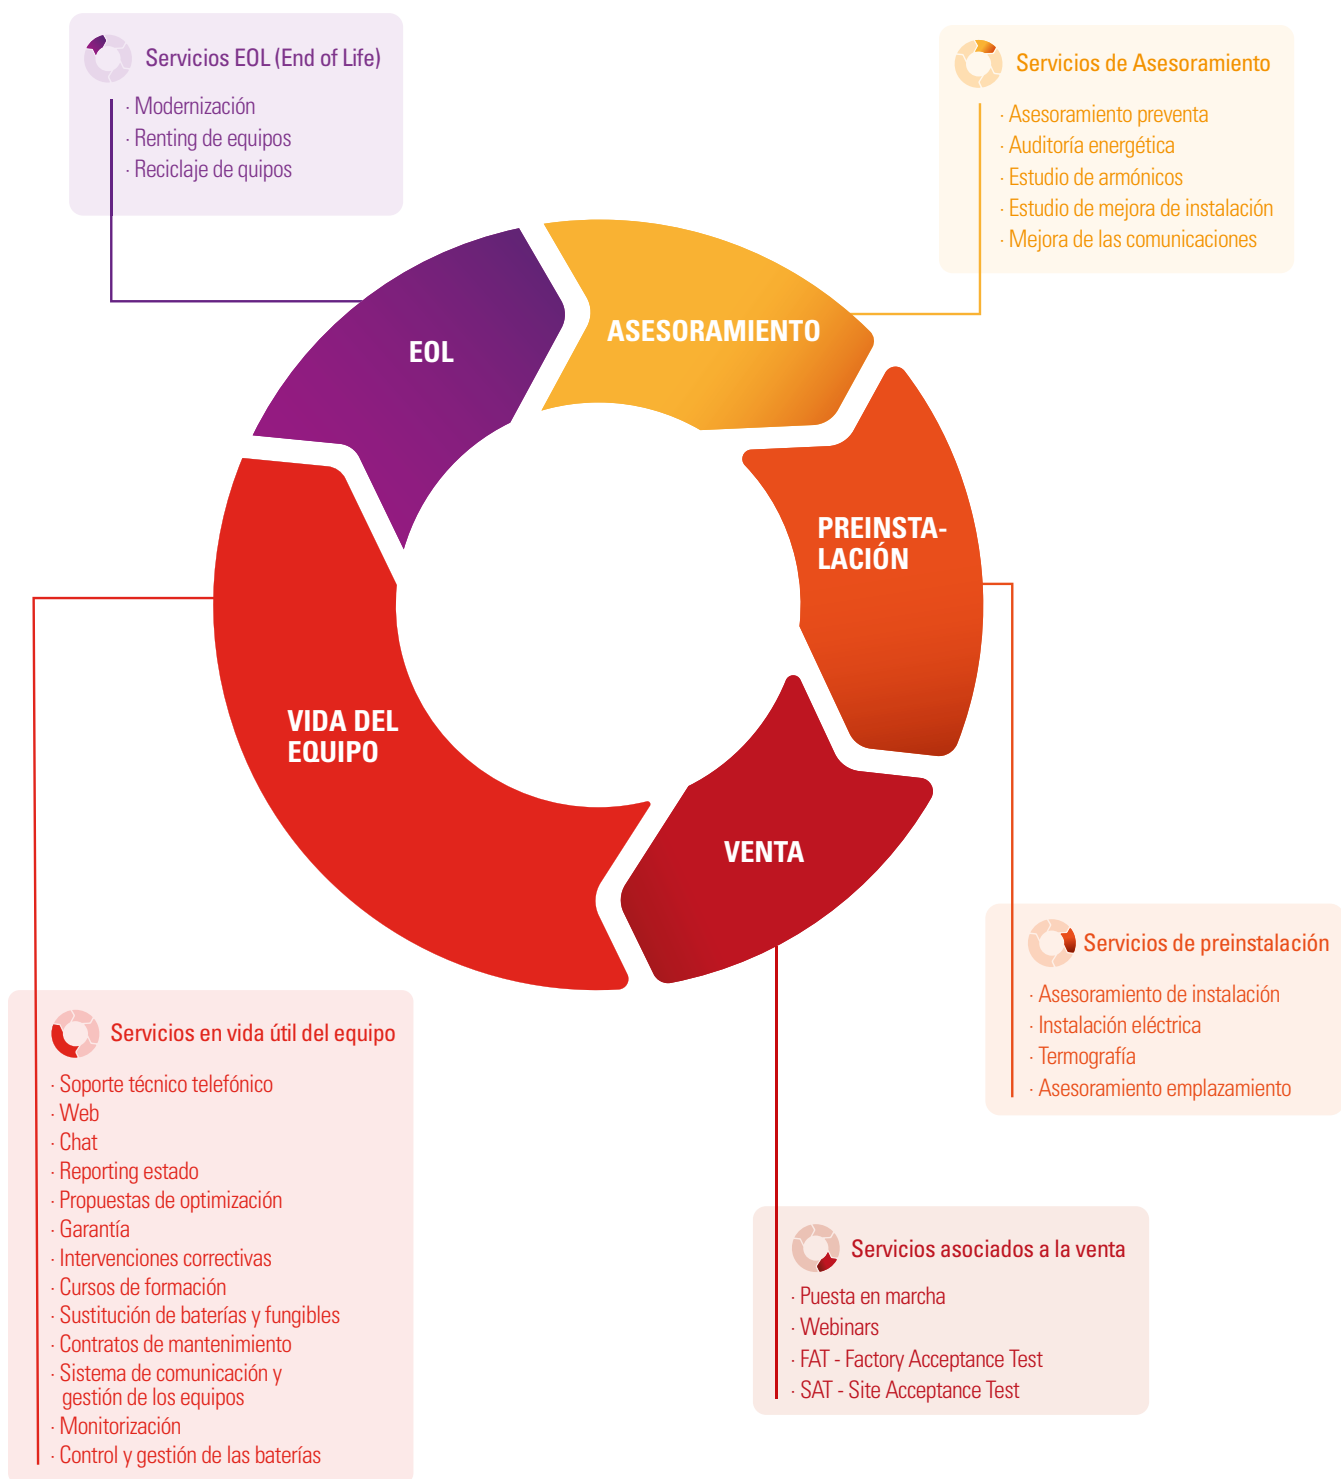 Servicios EOL (End of Life)
· Modernización
· Renting de equipos
· Reciclaje de quipos
Servicios de Asesoramiento
· Asesoramiento preventa
· Auditoría energética
· Estudio de armónicos
· Estudio de mejora de instalación
· Mejora de las comunicaciones
EOL
ASESORAMIENTO
PREINSTA-
LACIÓN
VIDA DEL
EQUIPO
VENTA
Servicios de preinstalación
· Asesoramiento de instalación
· Instalación eléctrica
· Termografía
· Asesoramiento emplazamiento
Servicios en vida útil del equipo
· Soporte técnico telefónico
· Web
· Chat
· Reporting estado
· Propuestas de optimización
· Garantía
· Intervenciones correctivas
· Cursos de formación
· Sustitución de baterías y fungibles
· Contratos de mantenimiento
· Sistema de comunicación y
gestión de los equipos
· Monitorización
· Control y gestión de las baterías
Servicios asociados a la venta
· Puesta en marcha
· Webinars
· FAT - Factory Acceptance Test
· SAT - Site Acceptance Test